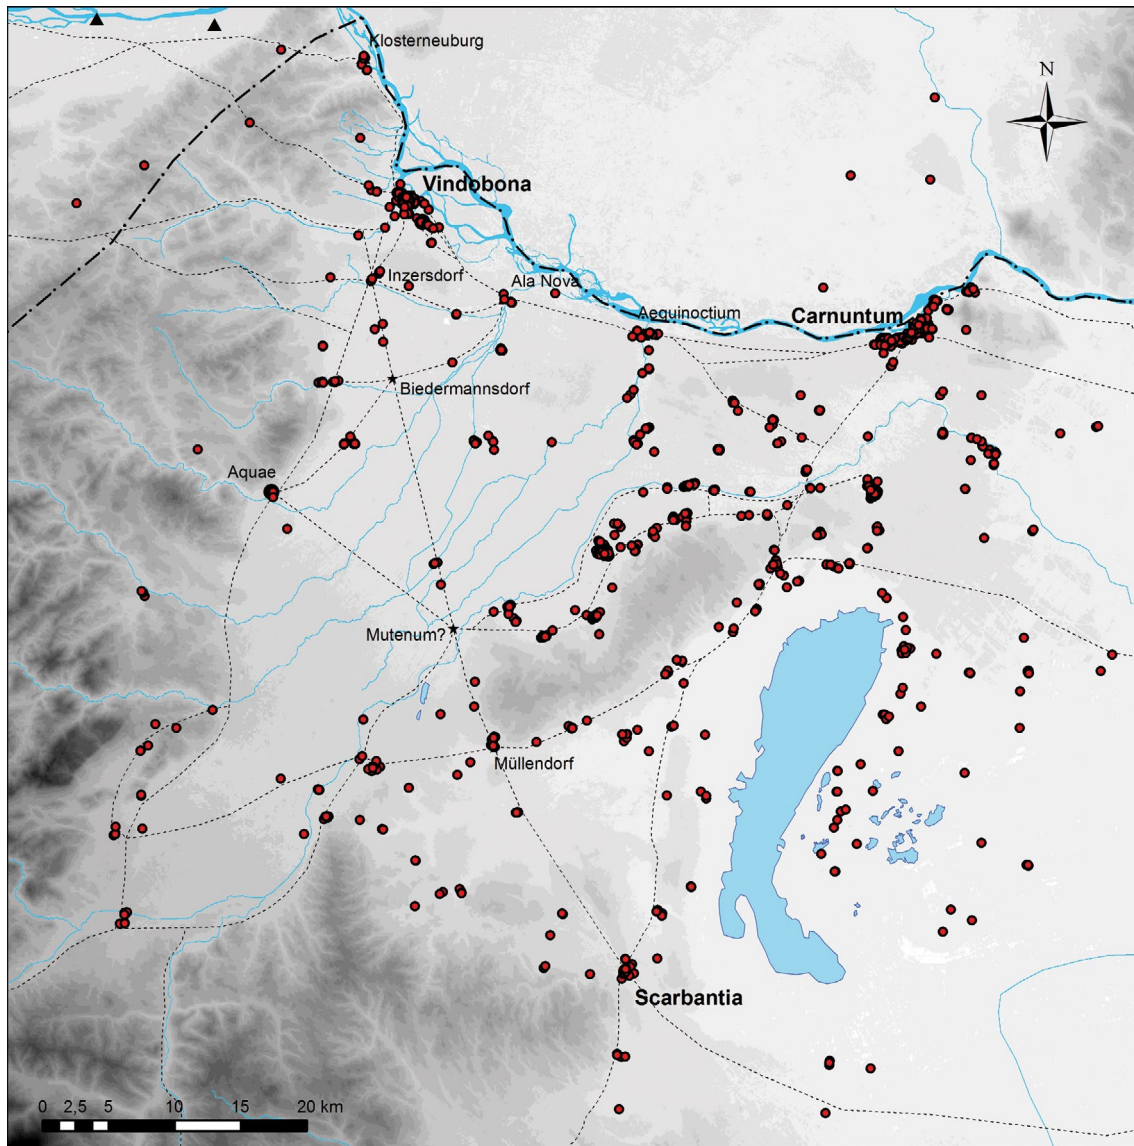 Klosterneuburg
N
Vindobona
Inzersdorf
Ala Nova
Aequinoctium
Carnuntum
Biedermannsdorf
Aquae
Mutenum?
Müllendorf
Scarbantia
0 2,5 5 10 15 20 km